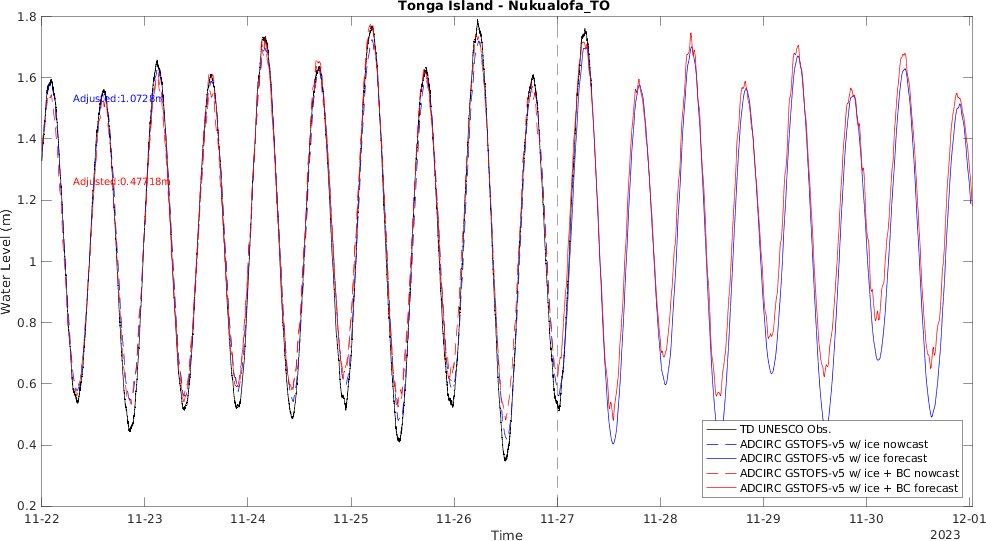 Tonga Island - Nukualofa_TO
1.8
1.6
1.4
1.2
1
0.8
0.6
0.4
0.2
Water Level (m)
Adjusted:1.0728m
Adjusted:0.47718m
TD UNESCO Obs.
ADCIRC GSTOFS-v5 w/ ice nowcast
ADCIRC GSTOFS-v5 w/ ice forecast
ADCIRC GSTOFS-v5 w/ ice + BC nowcast
ADCIRC GSTOFS-v5 w/ ice + BC forecast
11-22 11-23 11-24 11-25 11-26 11-27 11-28 11-29 11-30 12-01
Time
2023